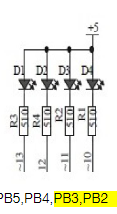 +5
D1 D2 D3 D4
R3 510 R4 510 R2 510 R1 510
~13 12 ~11 ~10
PB5,PB4,PB3,PB2